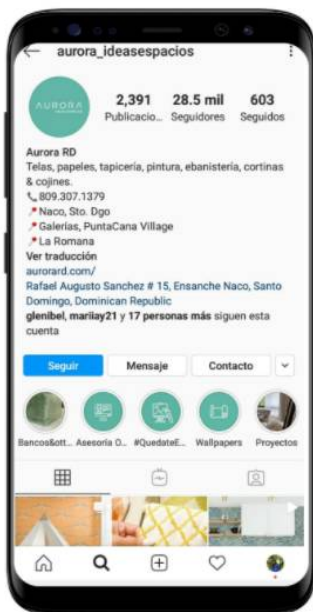 aurora_ideasespacios
AURORA
2,391 28.5 mil 603
Publicacio... Seguidores Seguidos
Aurora RD
Telas, papeles, tapicería, pintura, ebanistería, cortinas
& cojines.
809.307.1379
Naco, Sto. Dgo
Galerías, PuntaCana Village
La Romana
Ver traducción
aurorard.com/
Rafael Augusto Sanchez # 15, Ensanche Naco, Santo
Domingo, Dominican Republic
glenibel, mariiay21 y 17 personas más siguen esta
cuenta
Seguir Mensaje Contacto
Bancos&ott... Asesoría O... #QuedateE... Wallpapers Proyectos